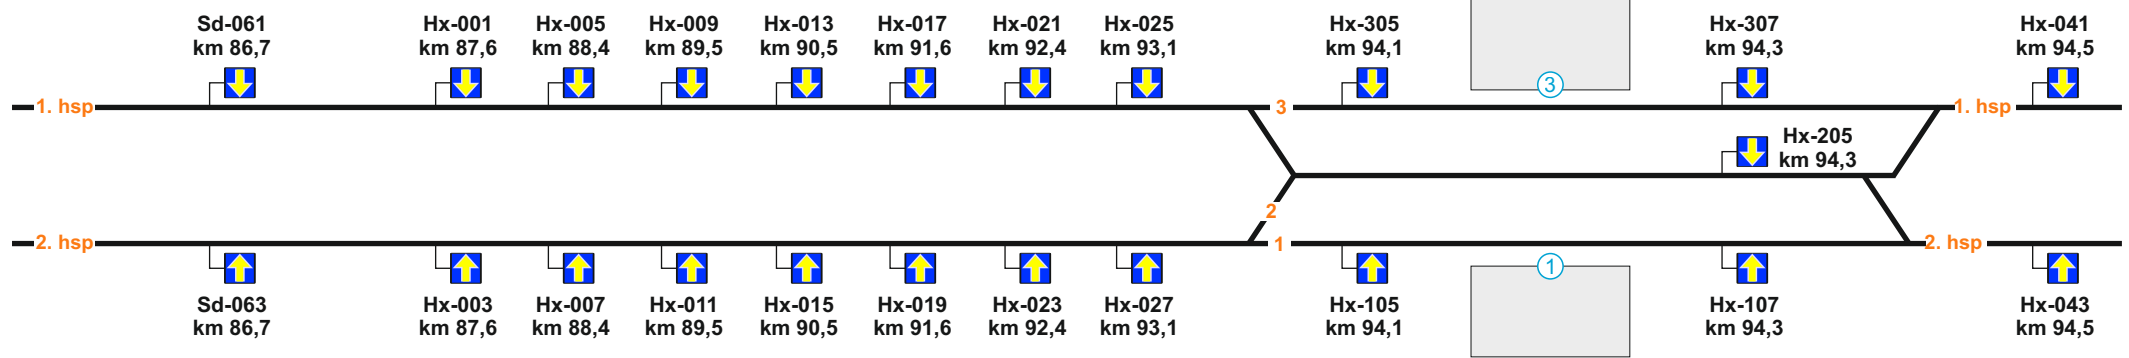 Sd-061
km 86,7
Hx-001
km 87,6
Hx-005
km 88,4
Hx-009
km 89,5
Hx-013
km 90,5
Hx-017
km 91,6
Hx-021
km 92,4
Hx-025
km 93,1
Hx-305
km 94,1
Hx-307
km 94,3
Hx-041
km 94,5
3
1. hsp
3
1. hsp
Hx-205
km 94,3
2
2. hsp
1
2. hsp
1
Sd-063
km 86,7
Hx-003
km 87,6
Hx-007
km 88,4
Hx-011
km 89,5
Hx-015
km 90,5
Hx-019
km 91,6
Hx-023
km 92,4
Hx-027
km 93,1
Hx-105
km 94,1
Hx-107
km 94,3
Hx-043
km 94,5